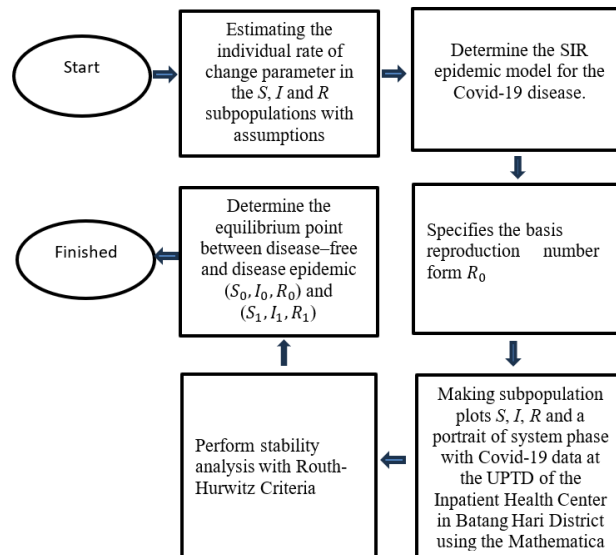 Start
Estimating the
individual rate of
change parameter in
the S, I and R
subpopulations with
assumptions
Determine the SIR
epidemic model for the
Covid-19 disease.
Specifies the basis
reproduction number
form R₀
Making subpopulation
plots S, I, R and a
portrait of system phase
with Covid-19 data at
the UPTD of the
Inpatient Health Center
in Batang Hari District
using the Mathematica
Perform stability
analysis with Routh-
Hurwitz Criteria
Determine the
equilibrium point
between disease–free
and disease epidemic
(S₀, I₀, R₀) and
(S₁, I₁, R₁)
Finished